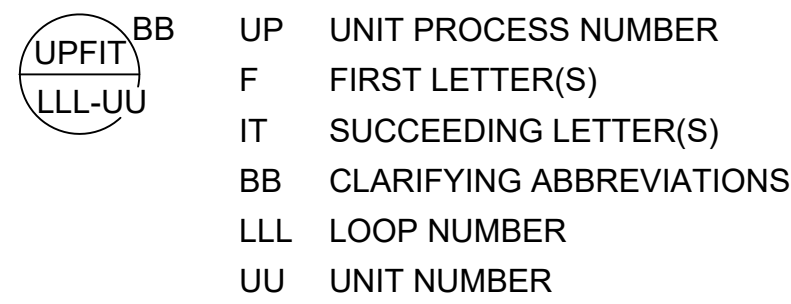 UPFIT BB
LLL-UU
UP UNIT PROCESS NUMBER
F FIRST LETTER(S)
IT SUCCEEDING LETTER(S)
BB CLARIFYING ABBREVIATIONS
LLL LOOP NUMBER
UU UNIT NUMBER